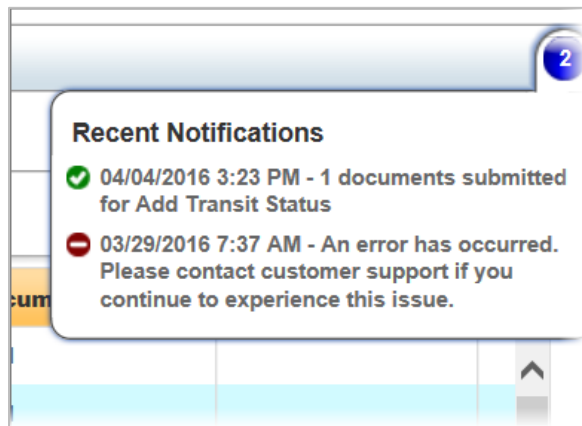 2
Recent Notifications
04/04/2016 3:23 PM - 1 documents submitted
for Add Transit Status
03/29/2016 7:37 AM - An error has occurred.
Please contact customer support if you
continue to experience this issue.
cum